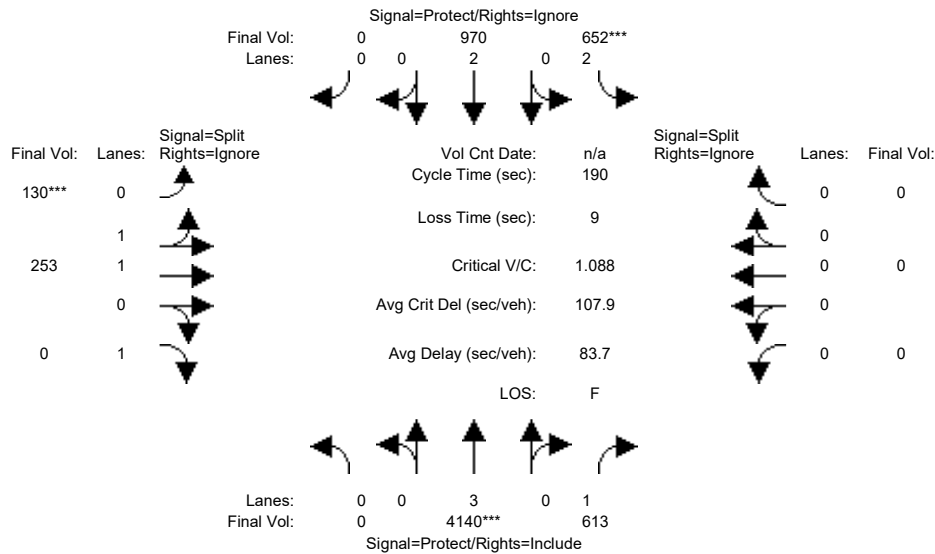 Signal=Protect/Rights=Ignore
Final Vol: 0 970 652***
Lanes: 0 0 2 0 2
Signal=Split
Final Vol: Lanes: Rights=Ignore
Vol Cnt Date: n/a
Signal=Split
Rights=Ignore Lanes: Final Vol:
Cycle Time (sec): 190
130*** 0
0 0
Loss Time (sec): 9
1
0
253 1
Critical V/C: 1.088
0 0
0
Avg Crit Del (sec/veh): 107.9
0
0 1
Avg Delay (sec/veh): 83.7
0 0
LOS: F
Lanes: 0 0 3 0 1
Final Vol: 0 4140*** 613
Signal=Protect/Rights=Include